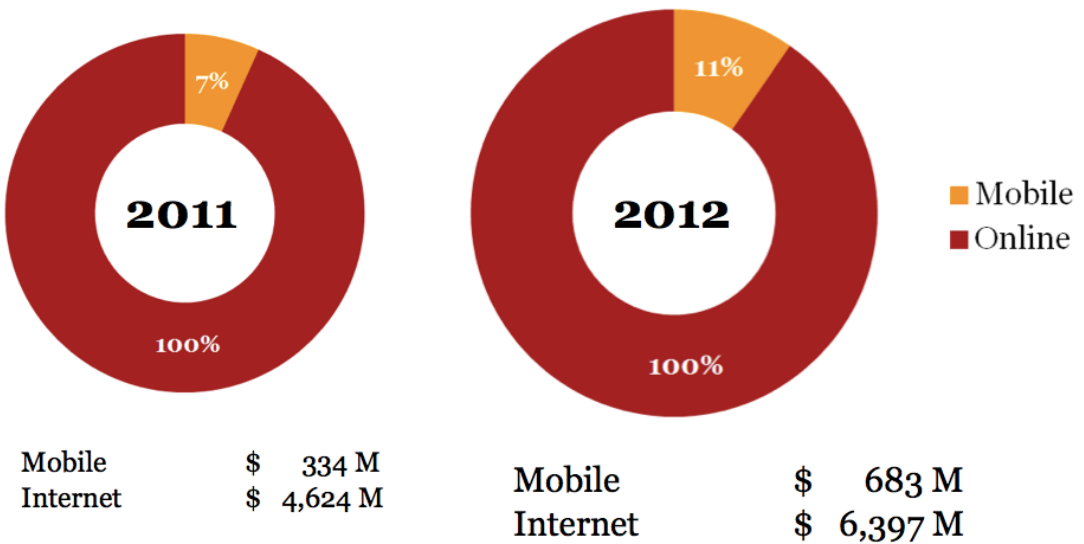 7%
2011
100%
11%
2012
100%
Mobile
Online
Mobile $ 334 M
Internet $ 4,624 M
Mobile $ 683 M
Internet $ 6,397 M